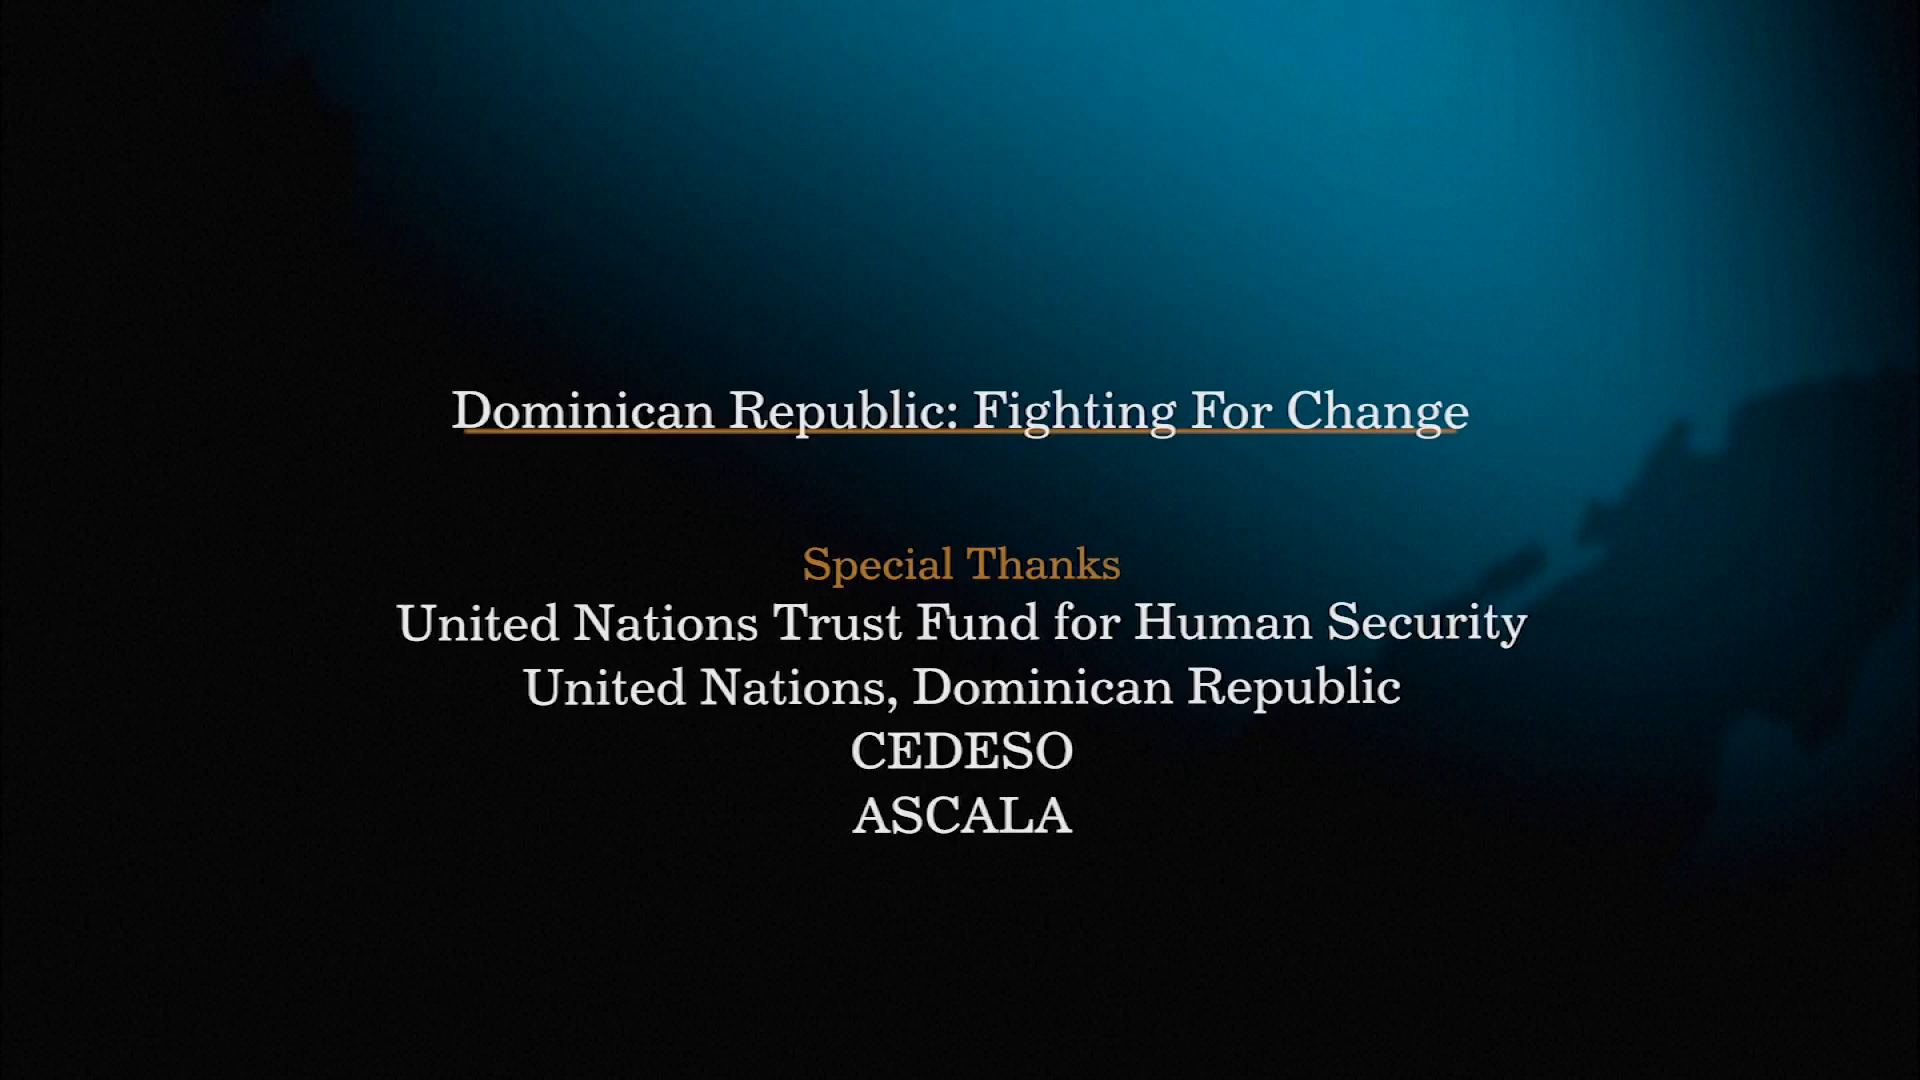 Dominican Republic: Fighting For Change
Special Thanks
United Nations Trust Fund for Human Security
United Nations, Dominican Republic
CEDESO
ASCALA